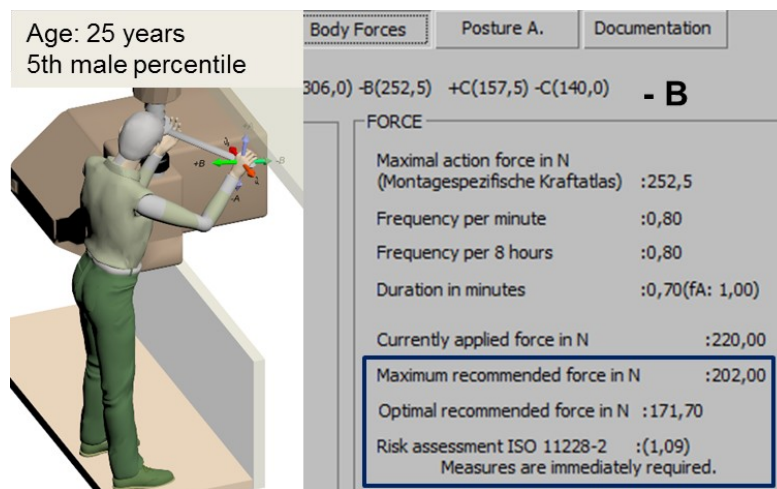 Age: 25 years
5th male percentile
Body Forces
Posture A.
Documentation
306,0) -B(252,5) +C(157,5) -C(140,0)
- B
FORCE
Maximal action force in N
(Montagespezifische Kraftatlas) :252,5
Frequency per minute :0,80
Frequency per 8 hours :0,80
Duration in minutes :0,70(fA: 1,00)
Currently applied force in N :220,00
Maximum recommended force in N :202,00
Optimal recommended force in N :171,70
Risk assessment ISO 11228-2 :(1,09)
Measures are immediately required.
+B
-B
-A